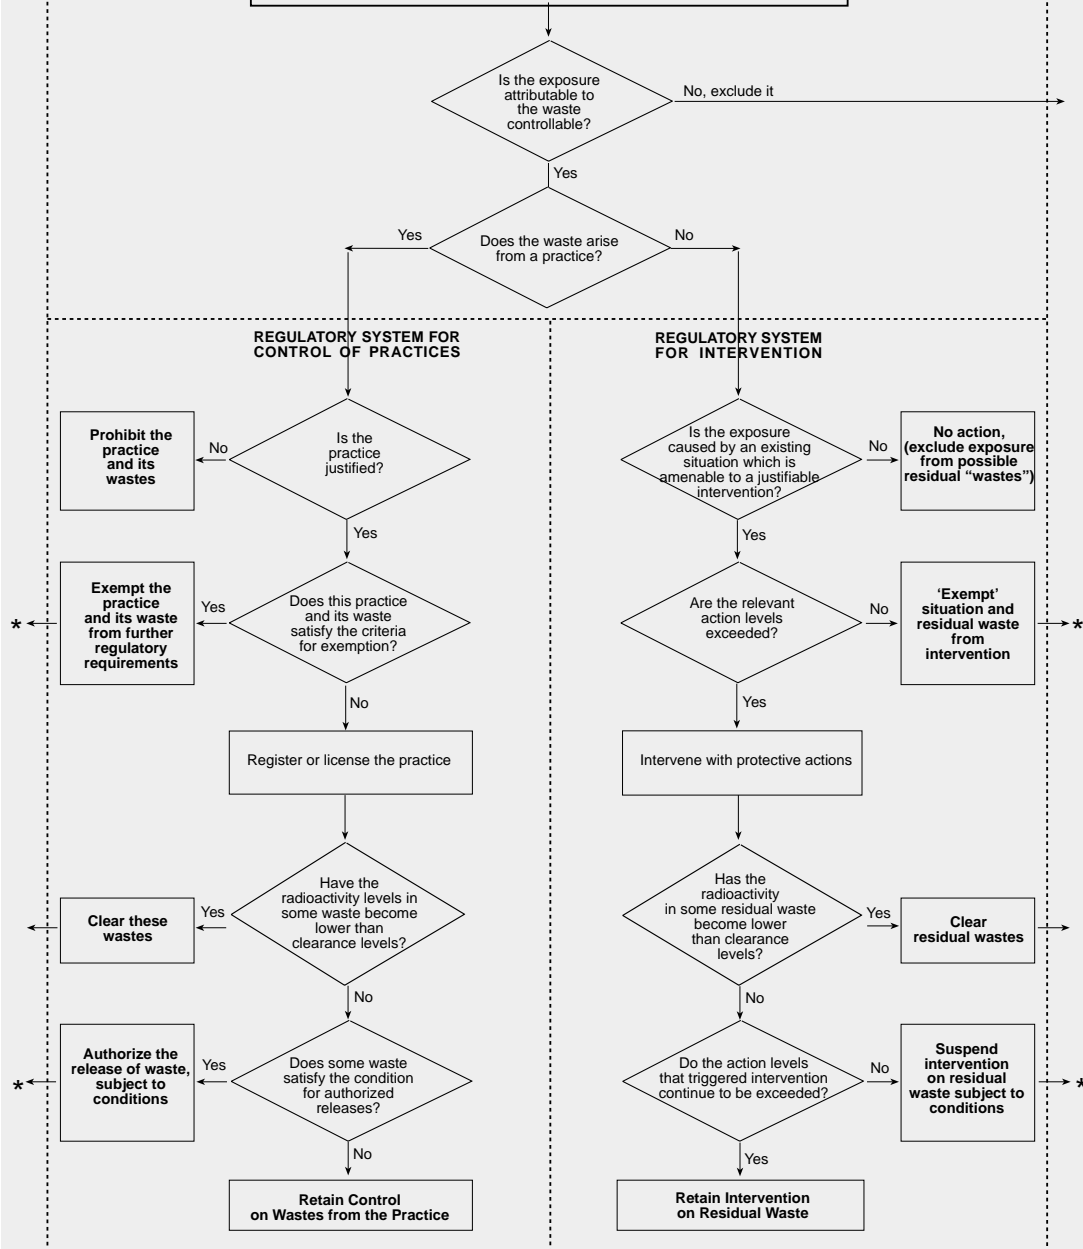 Is the exposure
attributable to
the waste
controllable?
No, exclude it
Yes
Does the waste arise
from a practice?
Yes
No
REGULATORY SYSTEM FOR
CONTROL OF PRACTICES
REGULATORY SYSTEM
FOR INTERVENTION
Prohibit the
practice
and its
wastes
No
Is the
practice
justified?
Is the exposure
caused by an existing
situation which is
amenable to a justifiable
intervention?
No
No action,
(exclude exposure
from possible
residual “wastes”)
Yes
Yes
*
Exempt the
practice
and its waste
from further
regulatory
requirements
Yes
Does this practice
and its waste
satisfy the criteria
for exemption?
Are the relevant
action levels
exceeded?
No
‘Exempt’
situation and
residual waste
from
intervention
*
No
Yes
Register or license the practice
Intervene with protective actions
Clear these
wastes
Yes
Have the
radioactivity levels in
some waste become
lower than
clearance levels?
Has the
radioactivity
in some residual waste
become lower
than clearance
levels?
Yes
Clear
residual wastes
No
No
*
Authorize the
release of waste,
subject to
conditions
Yes
Does some waste
satisfy the condition
for authorized
releases?
Do the action levels
that triggered intervention
continue to be exceeded?
No
Suspend
intervention
on residual
waste subject to
conditions
*
No
Yes
Retain Control
on Wastes from the Practice
Retain Intervention
on Residual Waste